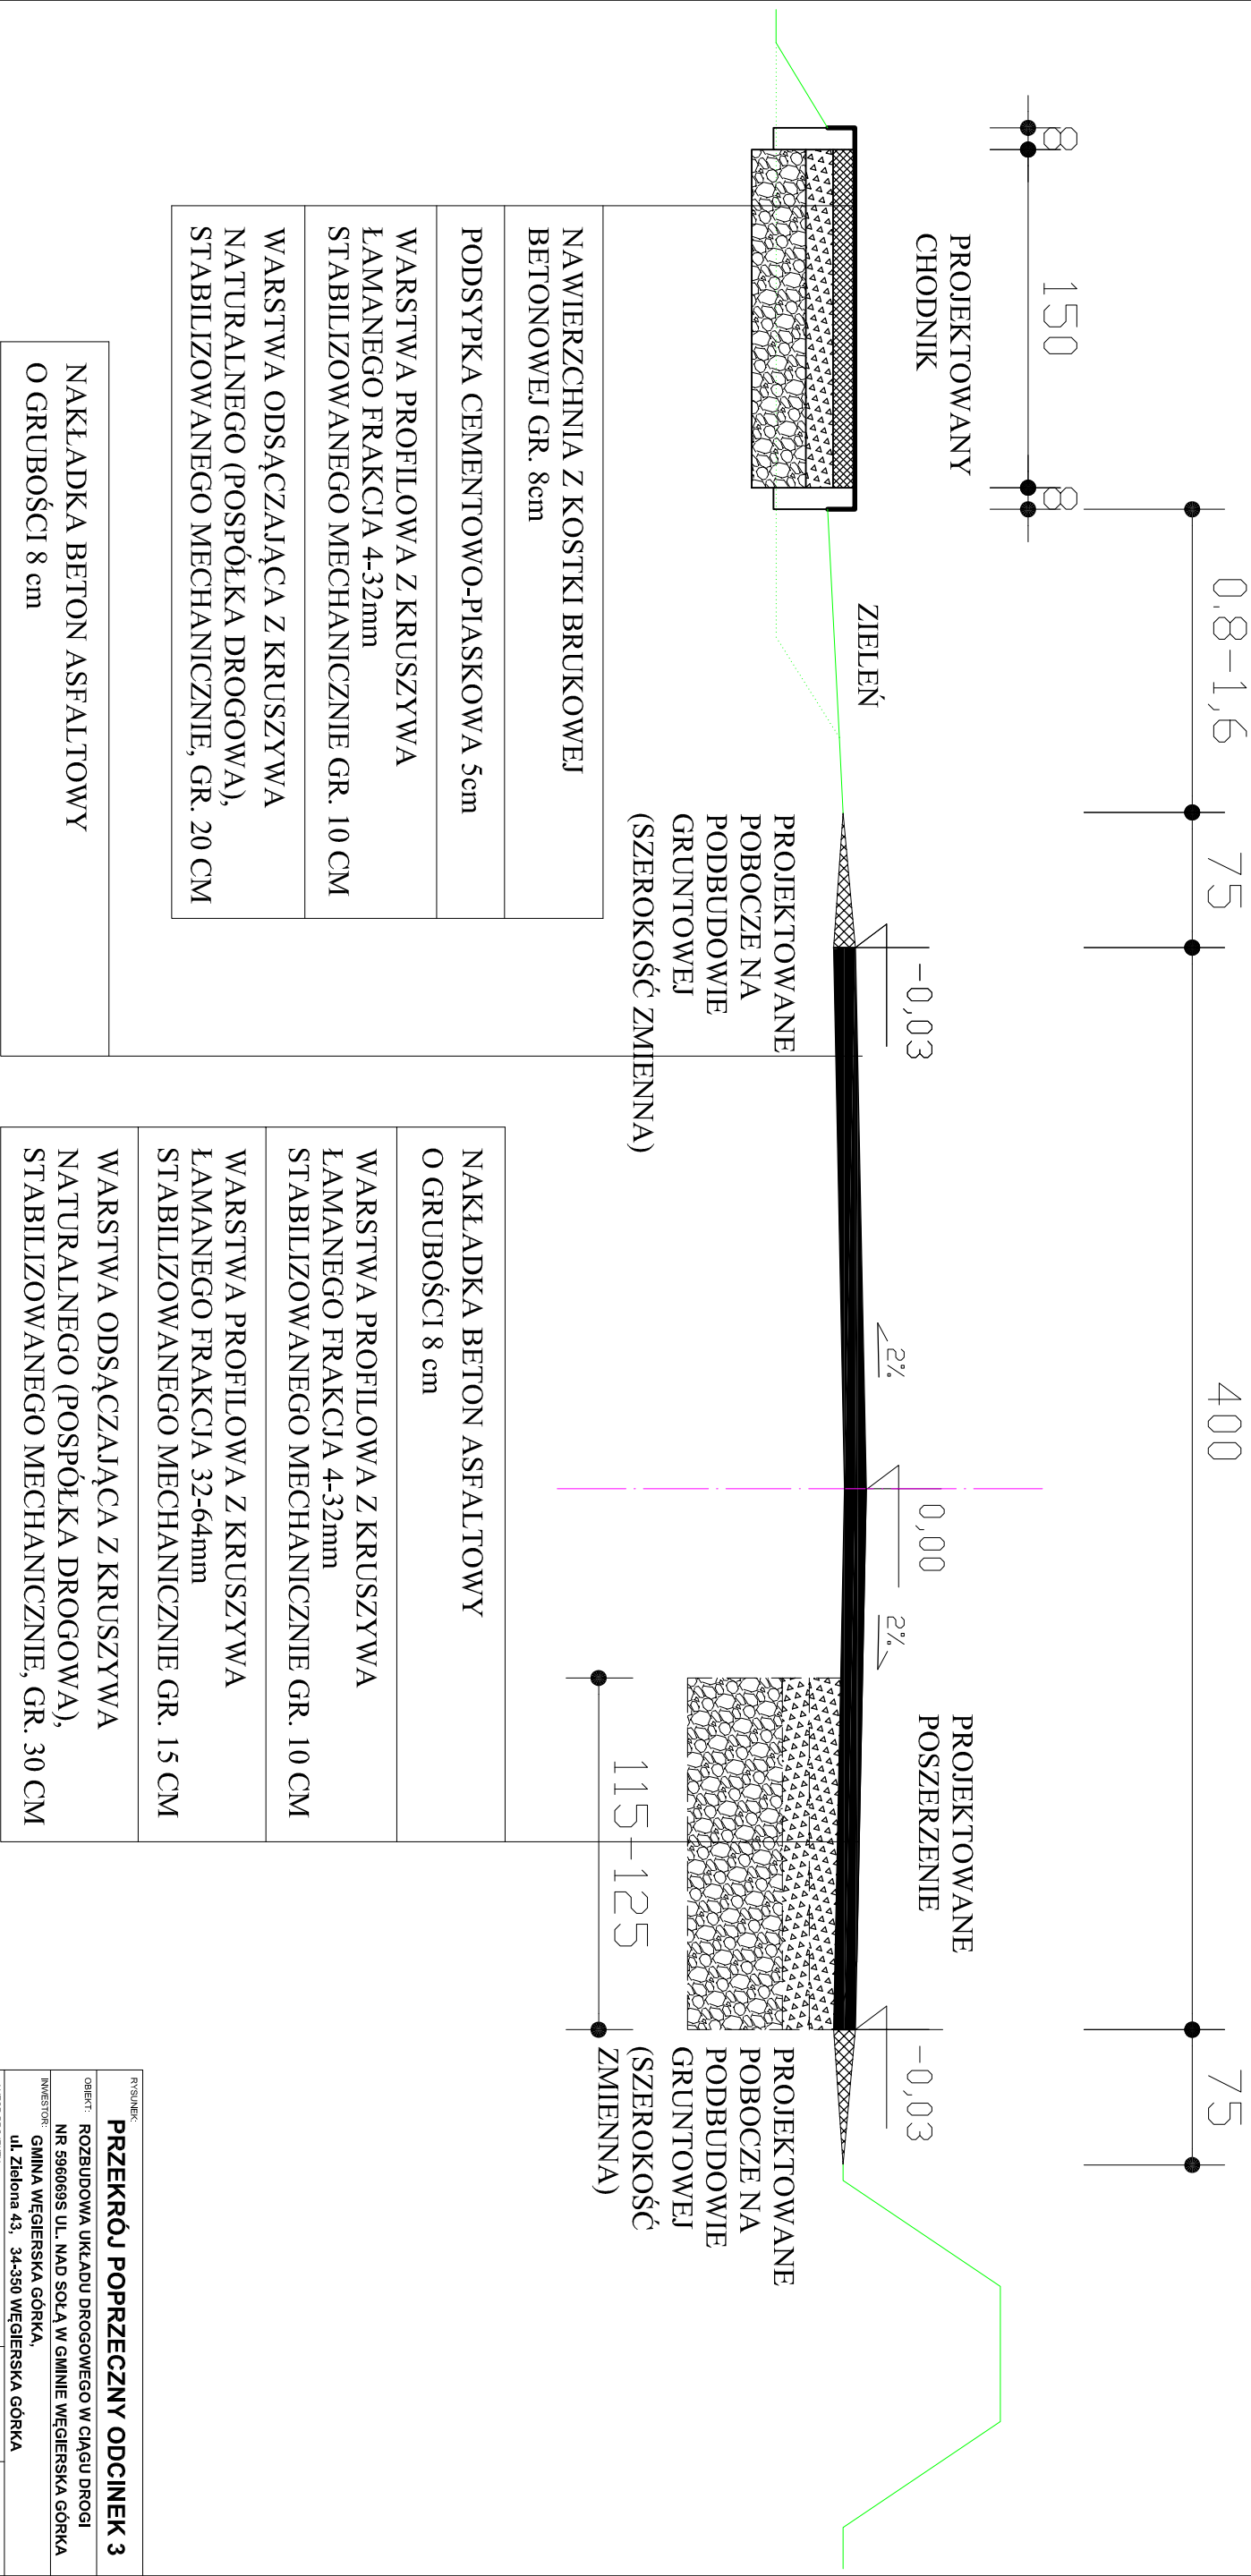 8
150
8
0.8-1,6
75
400
75
PROJEKTOWANY
CHODNIK
ZIELEŃ
-0,03
2%
0,00
2%
PROJEKTOWANE
POSZERZENIE
-0,03
PROJEKTOWANE
POBOCZE NA
PODBUDOWIE
GRUNTOWEJ
(SZEROKOŚĆ ZMIENNA)
115-125
PROJEKTOWANE
POBOCZE NA
PODBUDOWIE
GRUNTOWEJ
(SZEROKOŚĆ
ZMIENNA)
NAWIERZCHNIA Z KOSTKI BRUKOWEJ
BETONOWEJ GR. 8cm
PODSYPKA CEMENTOWO-PIASKOWA 5cm
WARSTWA PROFILOWA Z KRUSZYWA
ŁAMANEGO FRAKCJA 4-32mm
STABILIZOWANEGO MECHANICZNIE GR. 10 CM
WARSTWA ODSĄCZAJĄCA Z KRUSZYWA
NATURALNEGO (POSPÓŁKA DROGOWA),
STABILIZOWANEGO MECHANICZNIE, GR. 20 CM
NAKŁADKA BETON ASFALTOWY
O GRUBOŚCI 8 cm
NAKŁADKA BETON ASFALTOWY
O GRUBOŚCI 8 cm
WARSTWA PROFILOWA Z KRUSZYWA
ŁAMANEGO FRAKCJA 4-32mm
STABILIZOWANEGO MECHANICZNIE GR. 10 CM
WARSTWA PROFILOWA Z KRUSZYWA
ŁAMANEGO FRAKCJA 32-64mm
STABILIZOWANEGO MECHANICZNIE GR. 15 CM
WARSTWA ODSĄCZAJĄCA Z KRUSZYWA
NATURALNEGO (POSPÓŁKA DROGOWA),
STABILIZOWANEGO MECHANICZNIE, GR. 30 CM
RYSUNEK:
PRZEKRÓJ POPRZECZNY ODCINEK 3
OBIEKT: ROZBUDOWA UKŁADU DROGOWEGO W CIĄGU DROGI
NR 596069S UL. NAD SOŁĄ W GMINIE WĘGIERSKA GÓRKA
INWESTOR: GMINA WĘGIERSKA GÓRKA,
ul. Zielona 43, 34-350 WĘGIERSKA GÓRKA